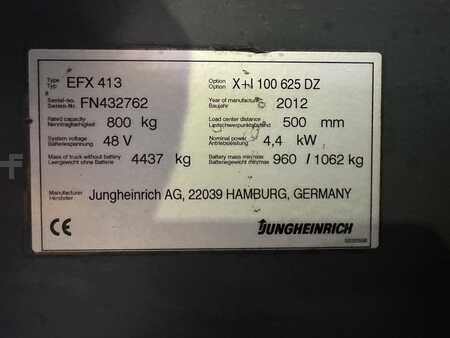 Type Typ EFX 413 Option Option X+I 100 625 DZ
Serial-no. Serien-Nr. FN432762 Year of manufacture Baujahr 2012
Rated capacity Nenntragfähigkeit 800 kg Load center distance Lastschwerpunktabstand 500 mm
System voltage Batteriespannung 48 V Nominal power Antriebsleistung 4,4 kW
Mass of truck without battery Leergewicht ohne Batterie 4437 kg Battery mass min/max Batteriegewicht min/max 960 / 1062 kg
Manufacturer Hersteller Jungheinrich AG, 22039 HAMBURG, GERMANY
CE JUNGHEINRICH